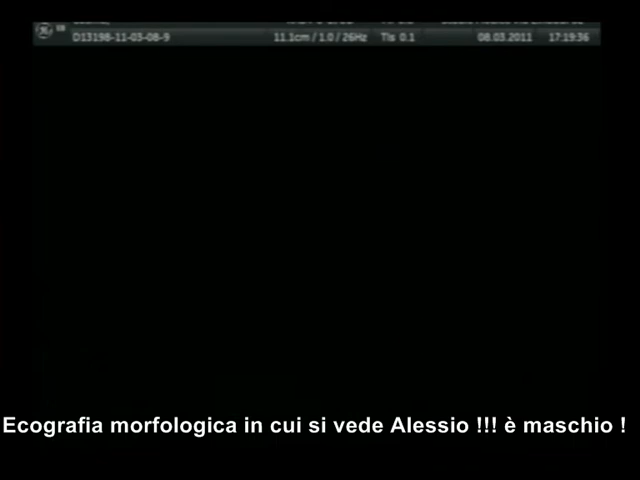 D13198-11-03-08-9 11.1cm / 1.0 / 26Hz TIs 0.1 08.03.2011 17:19:36
Ecografia morfologica in cui si vede Alessio !!! è maschio !